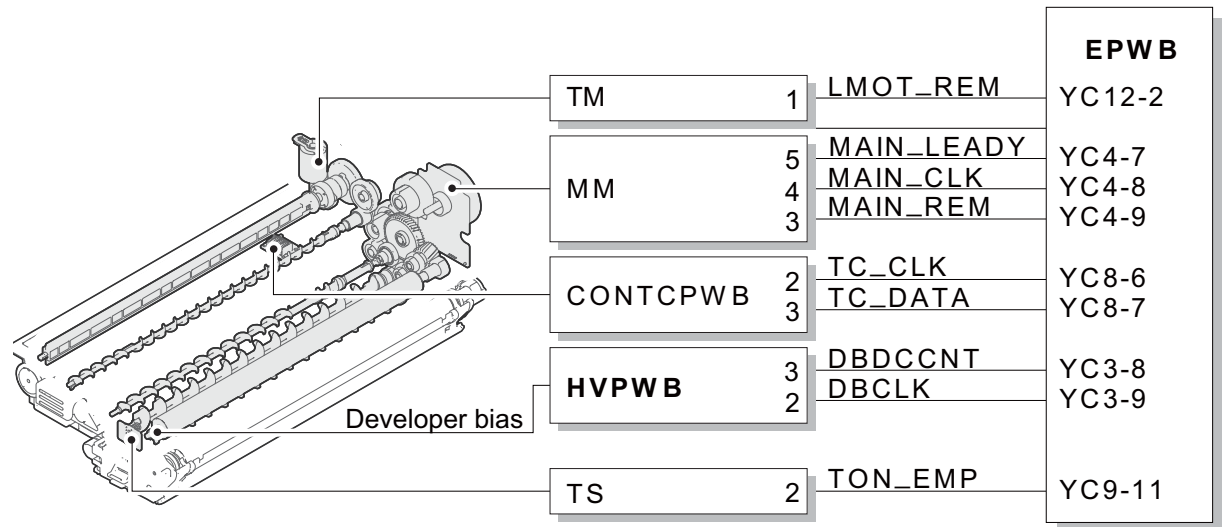 EPWB
TM 1 LMOT_REM YC12-2
5 MAIN_LEADY YC4-7
MM 4 MAIN_CLK YC4-8
3 MAIN_REM YC4-9
CONTCPWB 2 TC_CLK YC8-6
3 TC_DATA YC8-7
HVPWB 3 DBDCCNT YC3-8
2 DBCLK YC3-9
Developer bias
TS 2 TON_EMP YC9-11